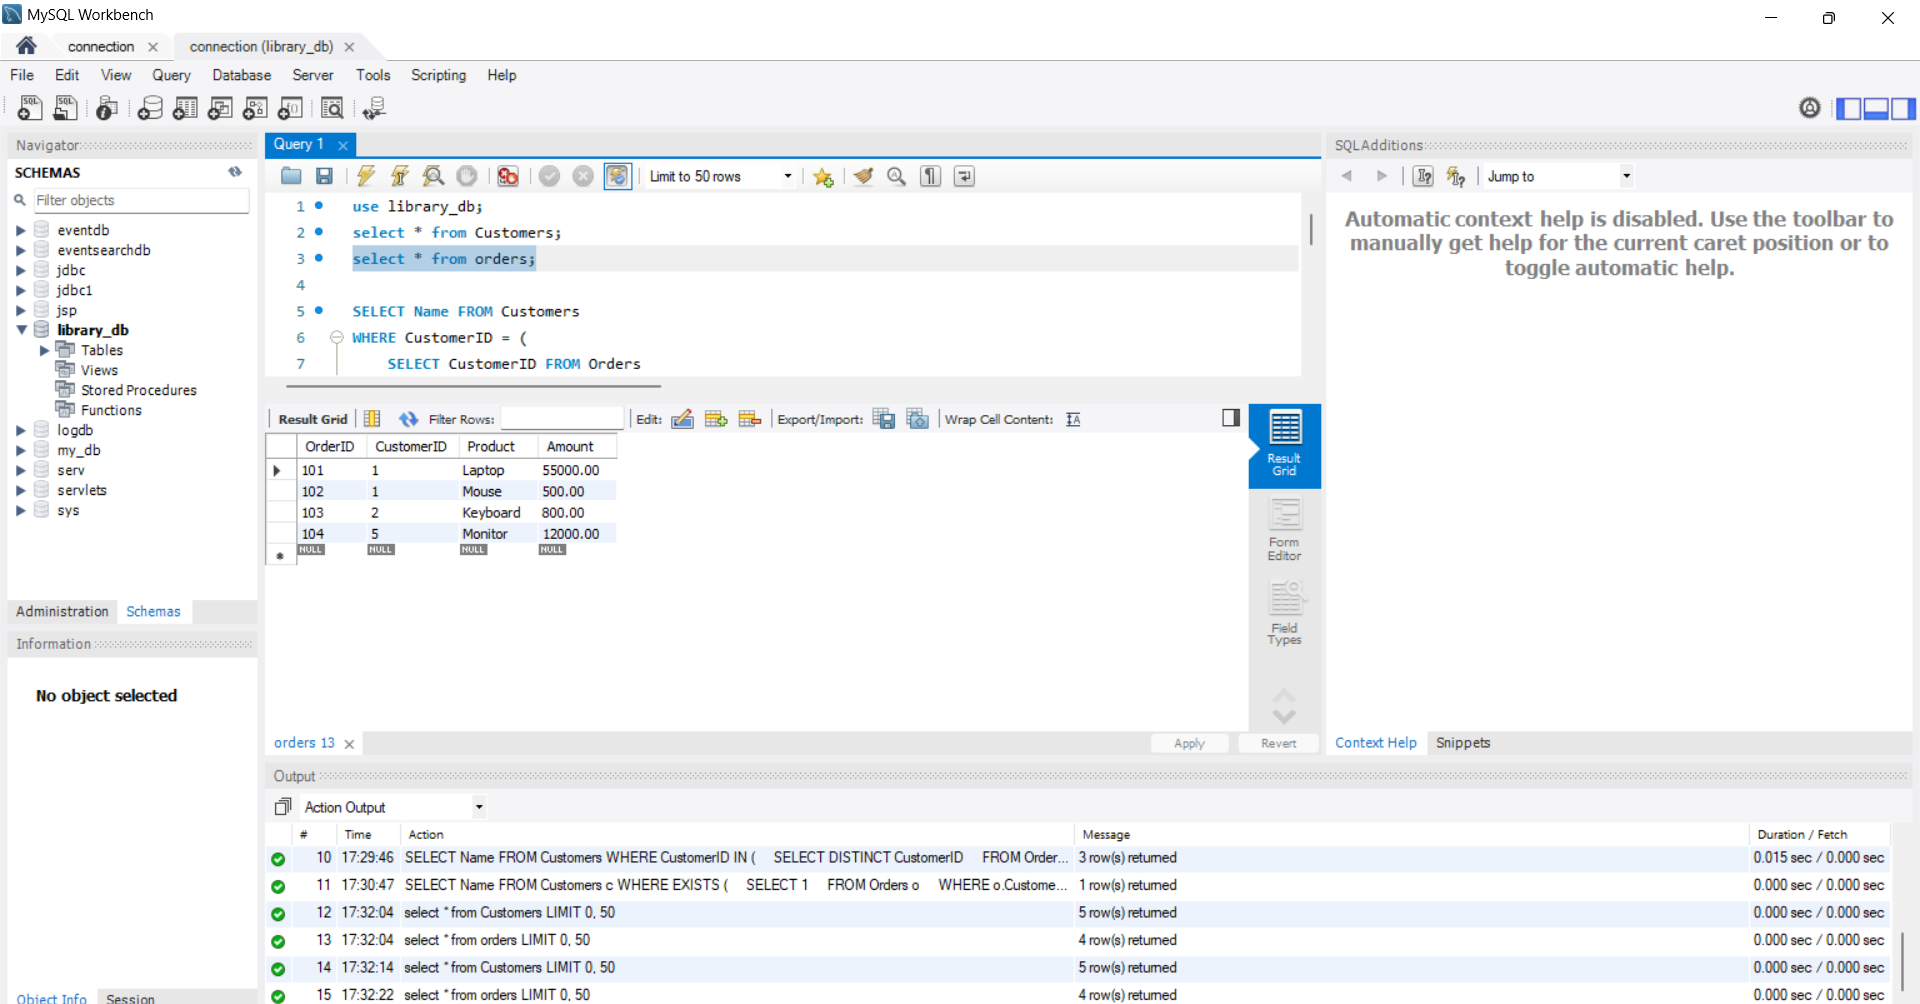 MySQL Workbench
connection
connection (library_db)
File Edit View Query Database Server Tools Scripting Help
Navigator
SCHEMAS
Filter objects
eventdb
eventsearchdb
jdbc
jdbc1
jsp
library_db
Tables
Views
Stored Procedures
Functions
logdb
my_db
serv
servlets
sys
Administration Schemas
Information
No object selected
Object Info Session
Query 1
Limit to 50 rows
1 use library_db;
2 select * from Customers;
3 select * from orders;
4
5 SELECT Name FROM Customers
6 WHERE CustomerID = (
7 SELECT CustomerID FROM Orders
Result Grid Filter Rows: Edit: Export/Import: Wrap Cell Content:
OrderID CustomerID Product Amount
101 1 Laptop 55000.00
102 1 Mouse 500.00
103 2 Keyboard 800.00
104 5 Monitor 12000.00
NULL NULL NULL NULL
Result Grid
Form Editor
Field Types
orders 13
Apply Revert
SQLAdditions
Jump to
Automatic context help is disabled. Use the toolbar to
manually get help for the current caret position or to
toggle automatic help.
Context Help Snippets
Output
Action Output
# Time Action Message Duration / Fetch
10 17:29:46 SELECT Name FROM Customers WHERE CustomerID IN ( SELECT DISTINCT CustomerID FROM Order... 3 row(s) returned 0.015 sec / 0.000 sec
11 17:30:47 SELECT Name FROM Customers c WHERE EXISTS ( SELECT 1 FROM Orders o WHERE o.Custome... 1 row(s) returned 0.000 sec / 0.000 sec
12 17:32:04 select * from Customers LIMIT 0, 50 5 row(s) returned 0.000 sec / 0.000 sec
13 17:32:04 select * from orders LIMIT 0, 50 4 row(s) returned 0.000 sec / 0.000 sec
14 17:32:14 select * from Customers LIMIT 0, 50 5 row(s) returned 0.000 sec / 0.000 sec
15 17:32:22 select * from orders LIMIT 0, 50 4 row(s) returned 0.000 sec / 0.000 sec